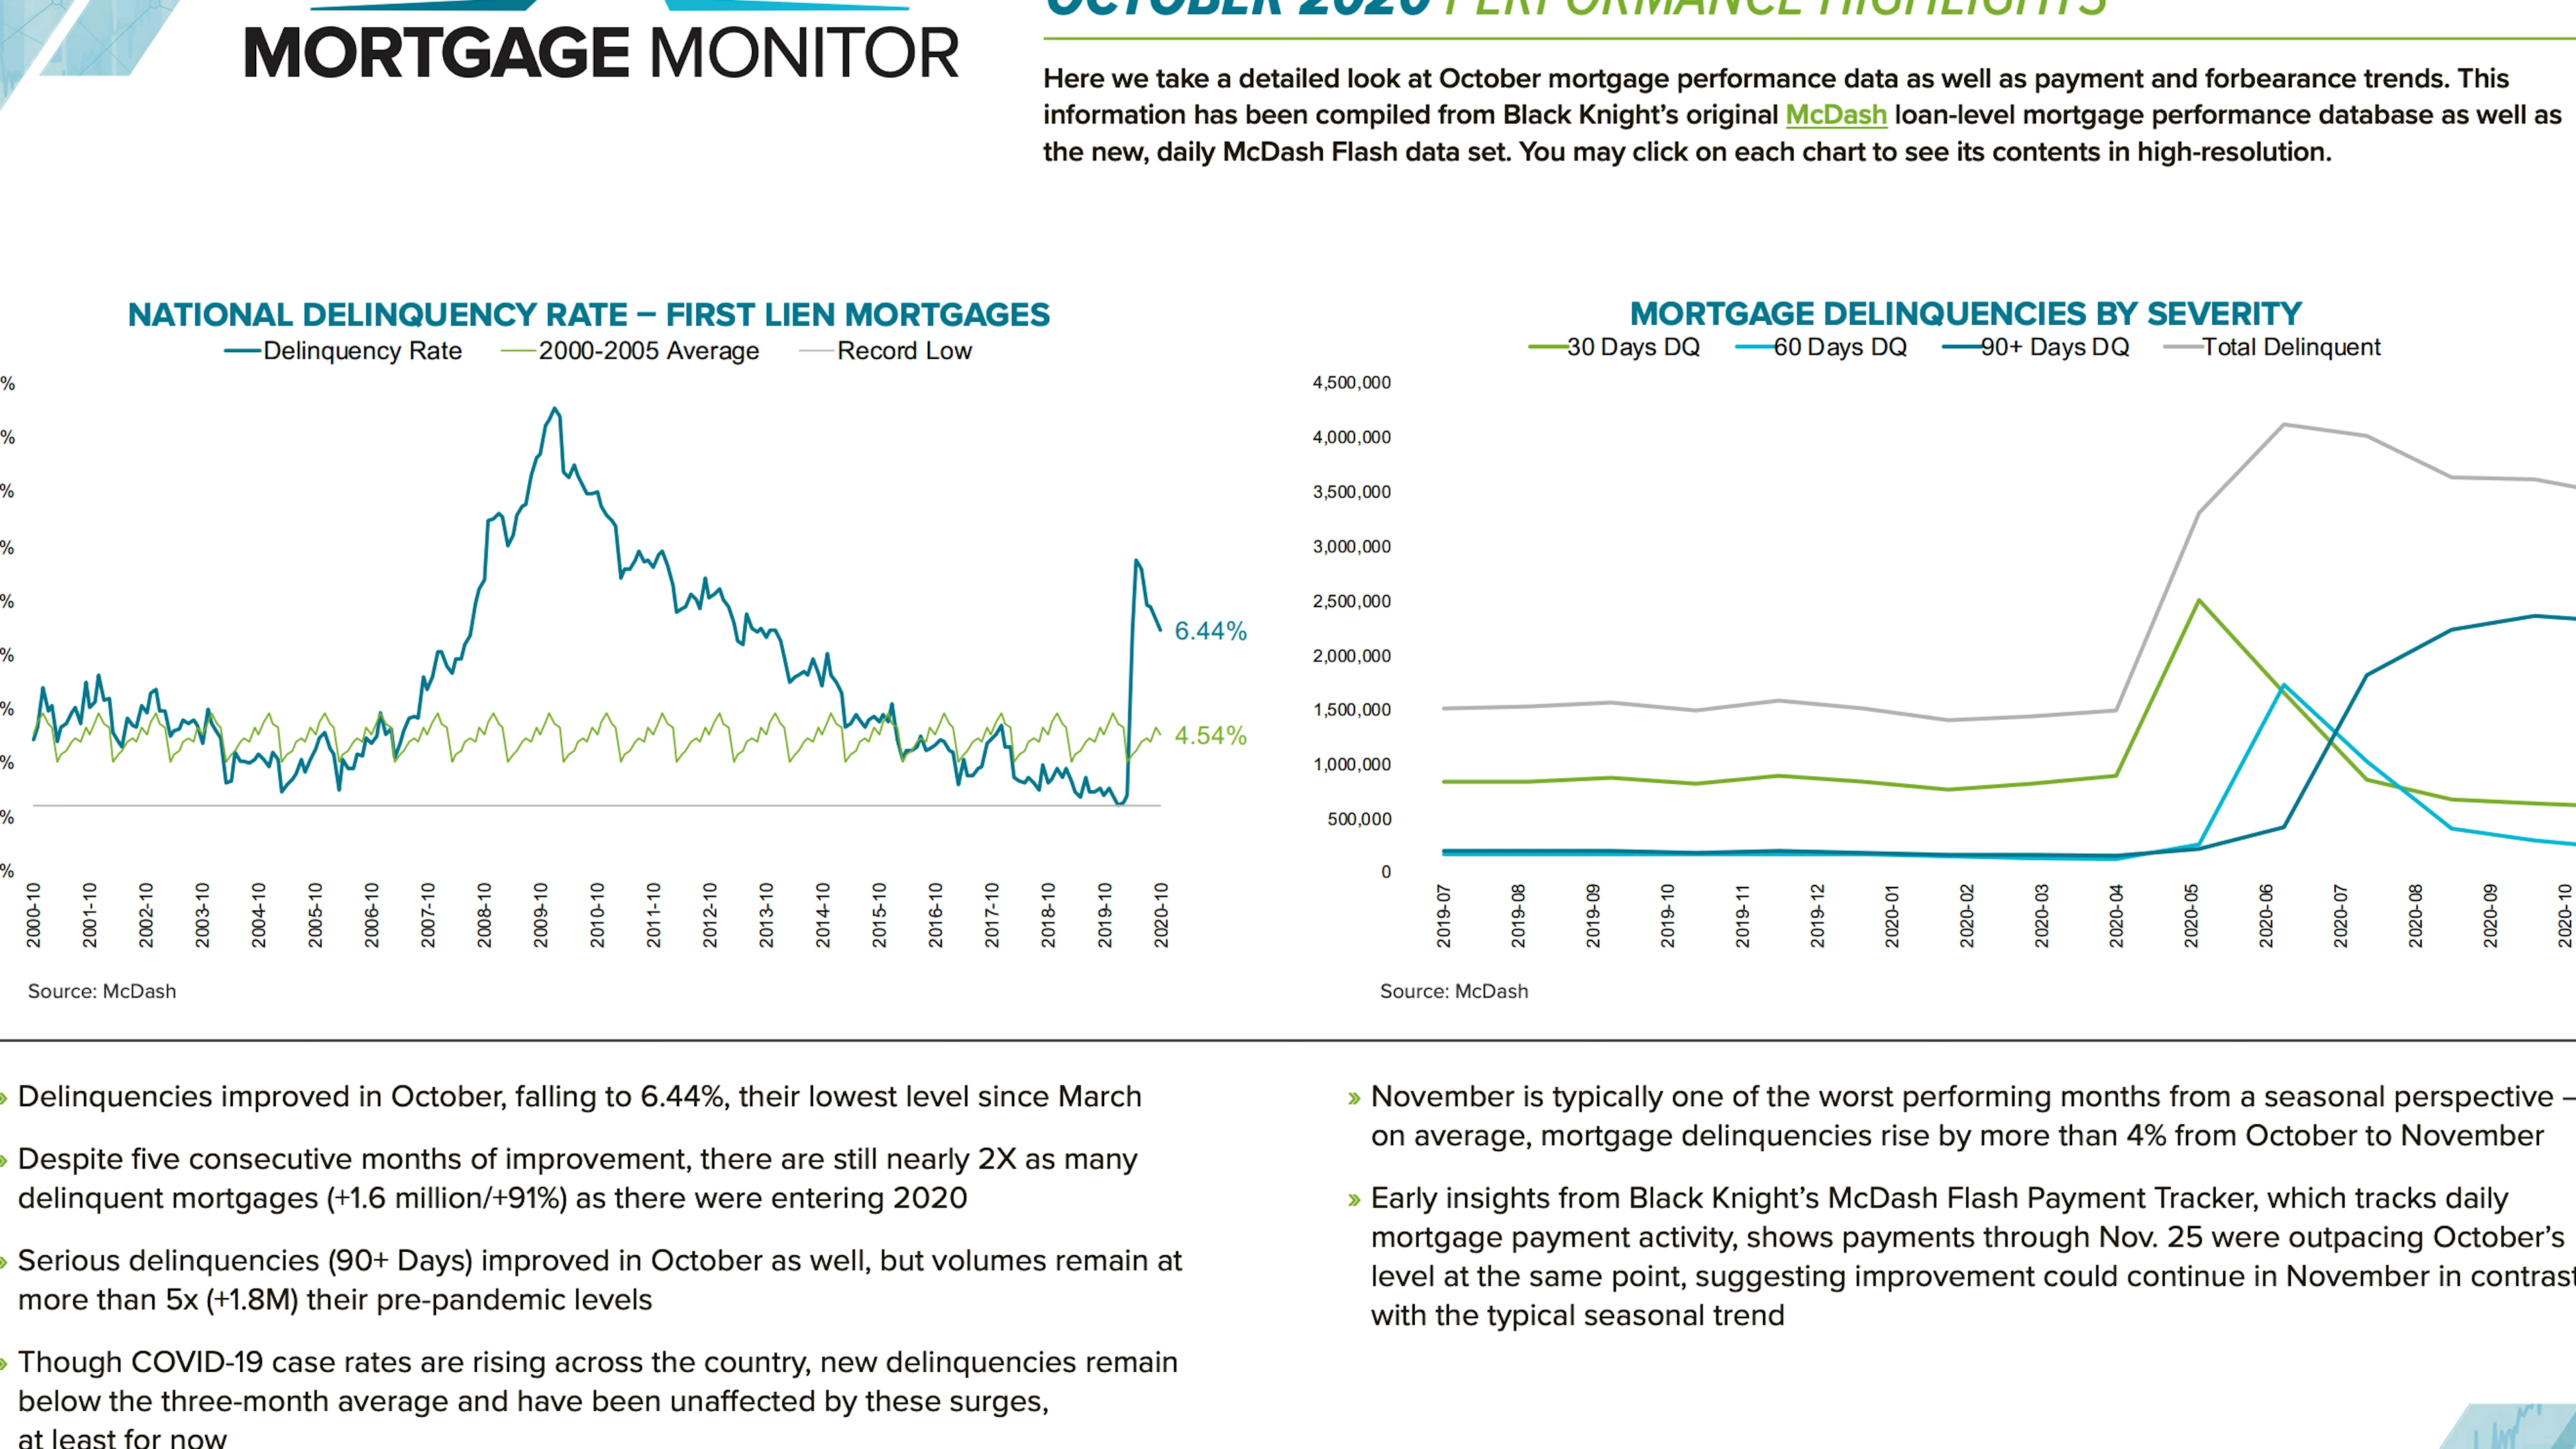 OCTOBER 2020 PERFORMANCE HIGHLIGHTS
MORTGAGE MONITOR
Here we take a detailed look at October mortgage performance data as well as payment and forbearance trends. This
information has been compiled from Black Knight’s original McDash loan-level mortgage performance database as well as
the new, daily McDash Flash data set. You may click on each chart to see its contents in high-resolution.
NATIONAL DELINQUENCY RATE – FIRST LIEN MORTGAGES
Delinquency Rate 2000-2005 Average Record Low
%
%
%
%
%
%
%
%
%
%
6.44%
4.54%
2000-10 2001-10 2002-10 2003-10 2004-10 2005-10 2006-10 2007-10 2008-10 2009-10 2010-10 2011-10 2012-10 2013-10 2014-10 2015-10 2016-10 2017-10 2018-10 2019-10 2020-10
Source: McDash
MORTGAGE DELINQUENCIES BY SEVERITY
30 Days DQ 60 Days DQ 90+ Days DQ Total Delinquent
4,500,000
4,000,000
3,500,000
3,000,000
2,500,000
2,000,000
1,500,000
1,000,000
500,000
0
2019-07 2019-08 2019-09 2019-10 2019-11 2019-12 2020-01 2020-02 2020-03 2020-04 2020-05 2020-06 2020-07 2020-08 2020-09 2020-10
Source: McDash
» Delinquencies improved in October, falling to 6.44%, their lowest level since March
» Despite five consecutive months of improvement, there are still nearly 2X as many
delinquent mortgages (+1.6 million/+91%) as there were entering 2020
» Serious delinquencies (90+ Days) improved in October as well, but volumes remain at
more than 5x (+1.8M) their pre-pandemic levels
» Though COVID-19 case rates are rising across the country, new delinquencies remain
below the three-month average and have been unaffected by these surges,
at least for now
» November is typically one of the worst performing months from a seasonal perspective –
on average, mortgage delinquencies rise by more than 4% from October to November
» Early insights from Black Knight’s McDash Flash Payment Tracker, which tracks daily
mortgage payment activity, shows payments through Nov. 25 were outpacing October’s
level at the same point, suggesting improvement could continue in November in contrast
with the typical seasonal trend